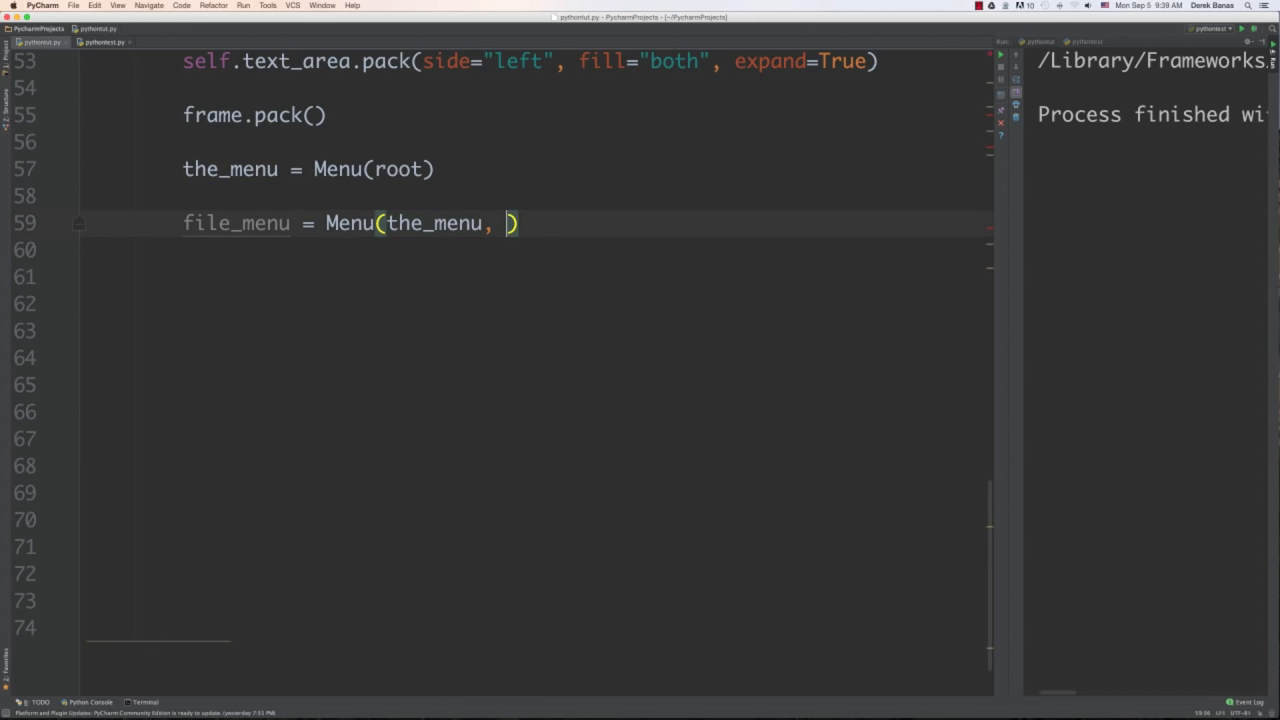 PyCharm File Edit View Navigate Code Refactor Run Tools VCS Window Help 10 Mon Sep 5 9:39 AM Derek Banas
pythontut.py - PycharmProjects - [~/PycharmProjects]
PycharmProjects pythontut.py pythontest
pythontut.py pythontest.py Run: pythontut pythontest
1: Project
7: Structure
2: Favorites
Run
53 self.text_area.pack(side="left", fill="both", expand=True)
54
55 frame.pack()
56
57 the_menu = Menu(root)
58
59 file_menu = Menu(the_menu, )
60
61
62
63
64
65
66
67
68
69
70
71
72
73
74
/Library/Frameworks
Process finished wi
6: TODO Python Console Terminal Event Log
Platform and Plugin Updates: PyCharm Community Edition is ready to update. (yesterday 7:51 PM) 59:36 LF÷ UTF-8÷